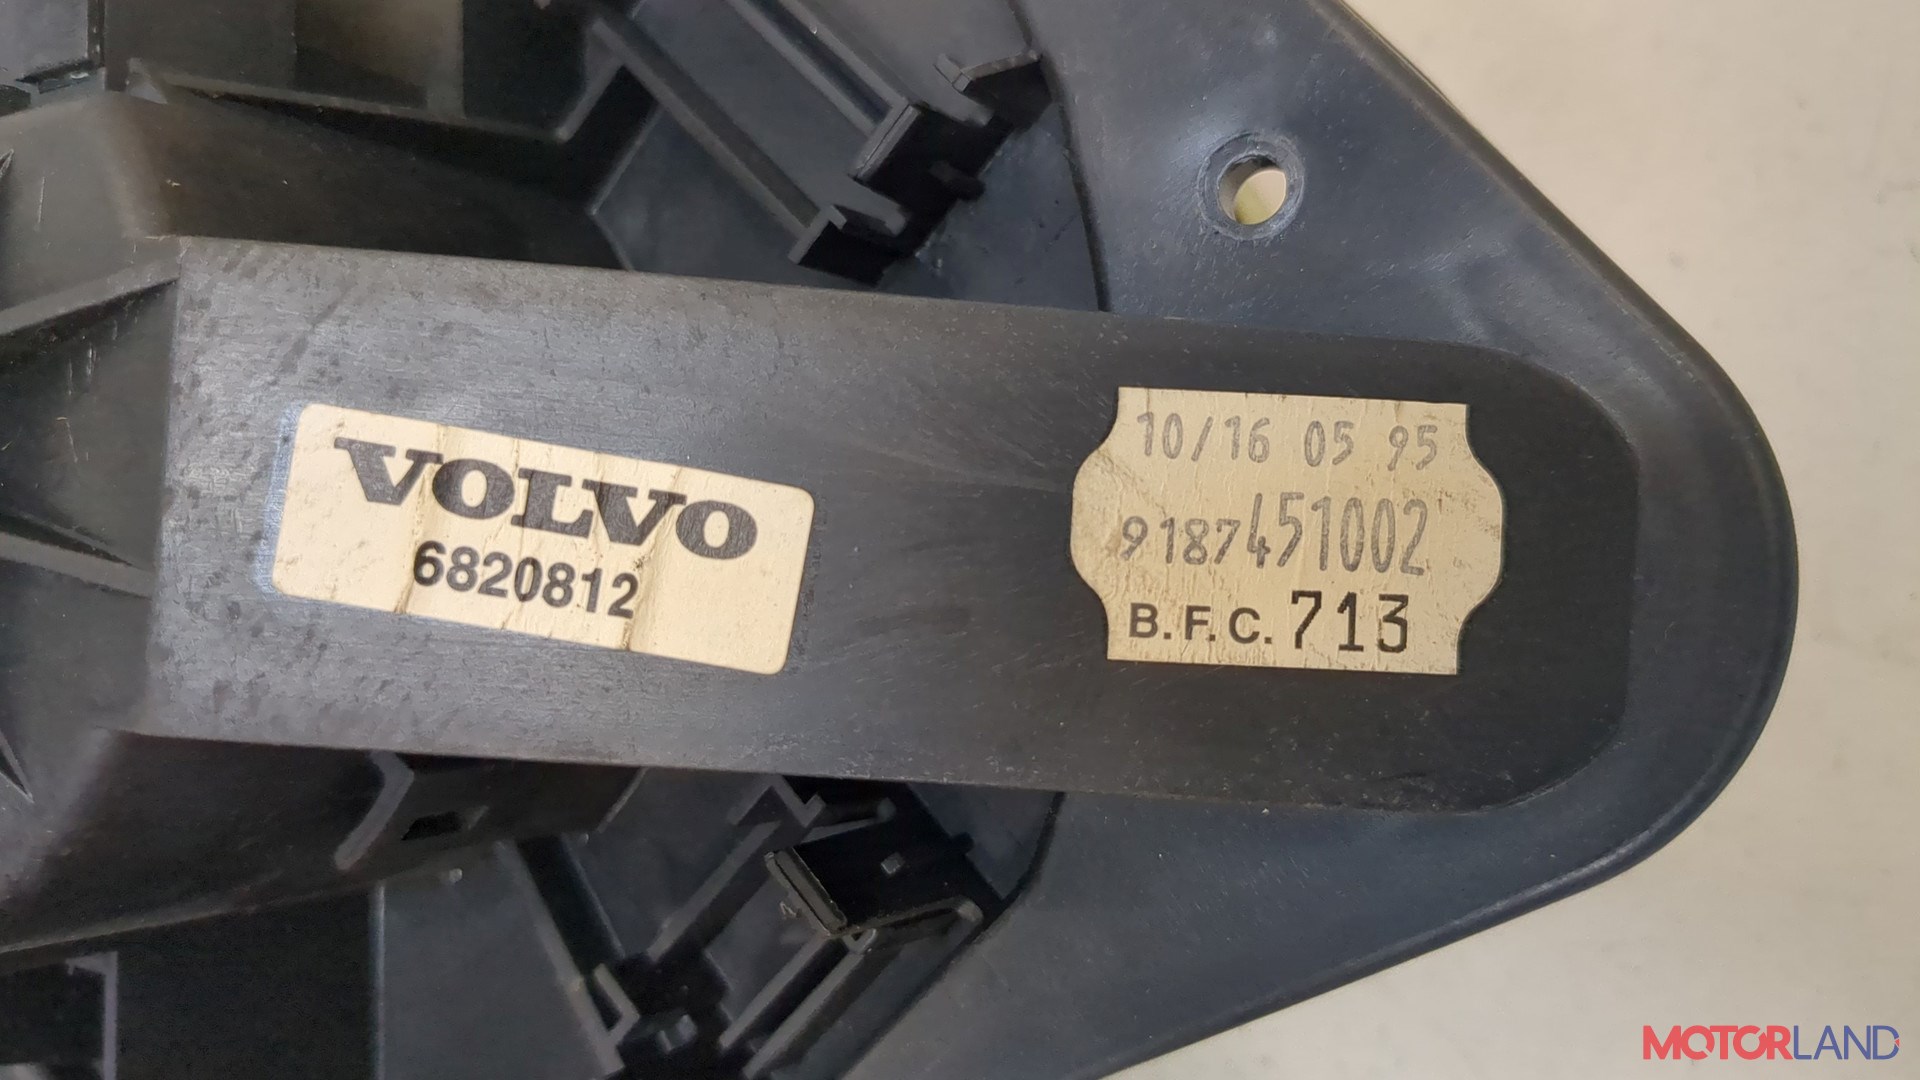 VOLVO
6820812
10/16 05 95
9187451002
B.F.C. 713
MOTORLAND